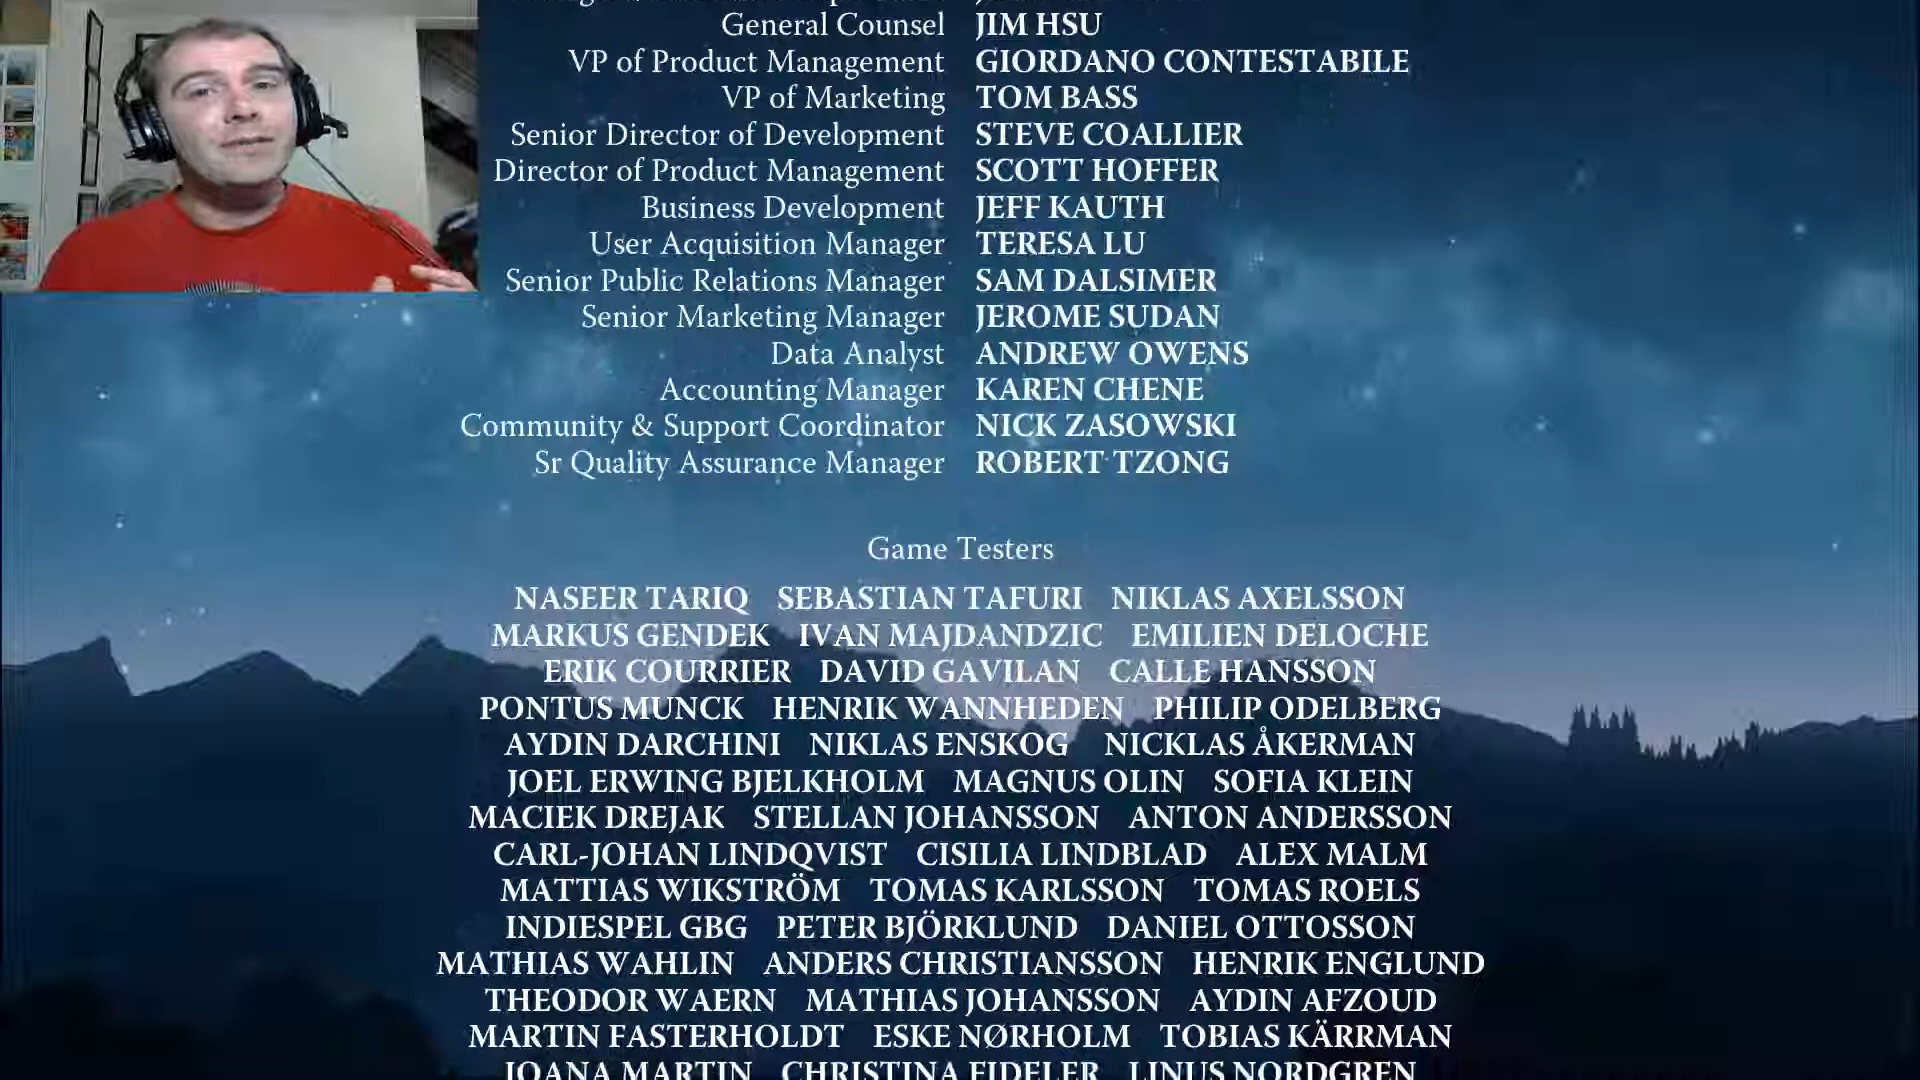 General Counsel JIM HSU
VP of Product Management GIORDANO CONTESTABILE
VP of Marketing TOM BASS
Senior Director of Development STEVE COALLIER
Director of Product Management SCOTT HOFFER
Business Development JEFF KAUTH
User Acquisition Manager TERESA LU
Senior Public Relations Manager SAM DALSIMER
Senior Marketing Manager JEROME SUDAN
Data Analyst ANDREW OWENS
Accounting Manager KAREN CHENE
Community & Support Coordinator NICK ZASOWSKI
Sr Quality Assurance Manager ROBERT TZONG
Game Testers
NASEER TARIQ SEBASTIAN TAFURI NIKLAS AXELSSON
MARKUS GENDEK IVAN MAJDANDZIC EMILIEN DELOCHE
ERIK COURRIER DAVID GAVILAN CALLE HANSSON
PONTUS MUNCK HENRIK WANNHEDEN PHILIP ODELBERG
AYDIN DARCHINI NIKLAS ENSKOG NICKLAS ÅKERMAN
JOEL ERWING BJELKHOLM MAGNUS OLIN SOFIA KLEIN
MACIEK DREJAK STELLAN JOHANSSON ANTON ANDERSSON
CARL-JOHAN LINDQVIST CISILIA LINDBLAD ALEX MALM
MATTIAS WIKSTRÖM TOMAS KARLSSON TOMAS ROELS
INDIESPEL GBG PETER BJÖRKLUND DANIEL OTTOSSON
MATHIAS WAHLIN ANDERS CHRISTIANSSON HENRIK ENGLUND
THEODOR WAERN MATHIAS JOHANSSON AYDIN AFZOUD
MARTIN FASTERHOLDT ESKE NØRHOLM TOBIAS KÄRRMAN
JOANA MARTIN CHRISTINA FIDELER LINUS NORDGREN